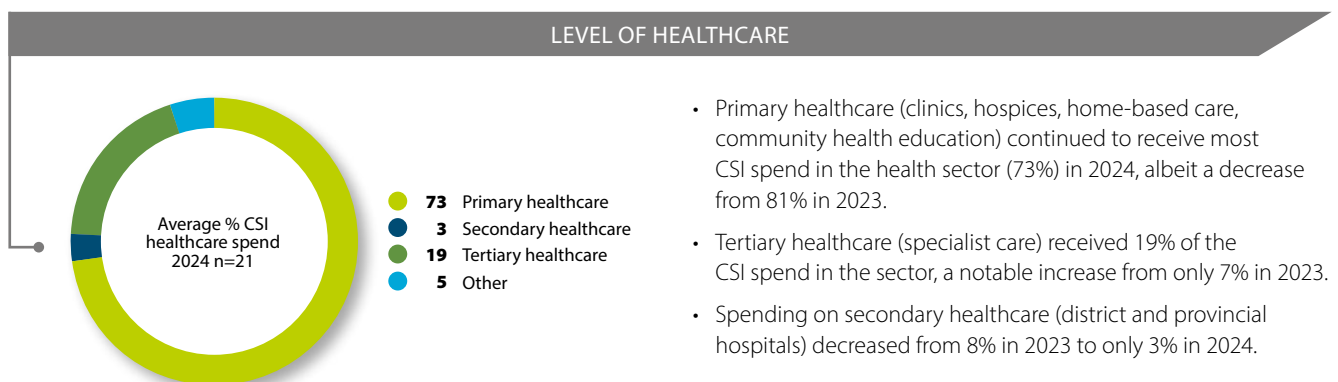 LEVEL OF HEALTHCARE
Average % CSI
healthcare spend
2024 n=21
73 Primary healthcare
3 Secondary healthcare
19 Tertiary healthcare
5 Other
• Primary healthcare (clinics, hospices, home-based care,
community health education) continued to receive most
CSI spend in the health sector (73%) in 2024, albeit a decrease
from 81% in 2023.
• Tertiary healthcare (specialist care) received 19% of the
CSI spend in the sector, a notable increase from only 7% in 2023.
• Spending on secondary healthcare (district and provincial
hospitals) decreased from 8% in 2023 to only 3% in 2024.